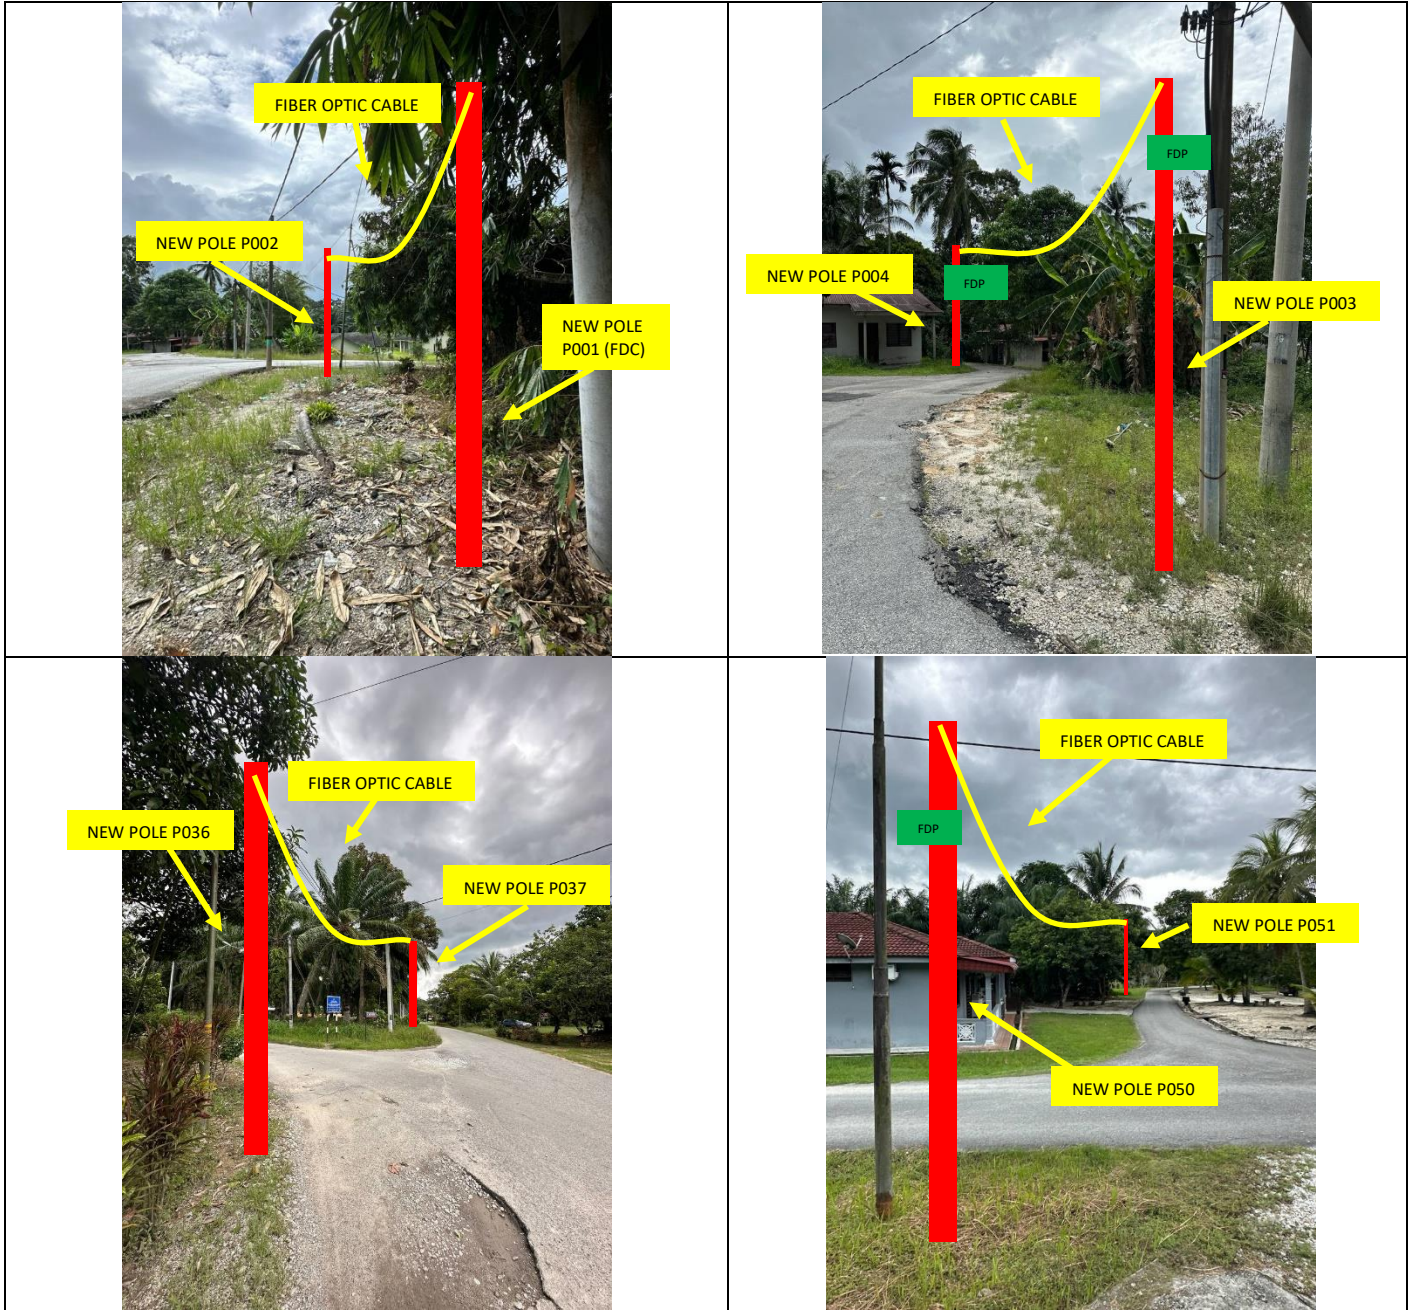 FIBER OPTIC CABLE
NEW POLE P002
NEW POLE
P001 (FDC)
FIBER OPTIC CABLE
FDP
NEW POLE P004
FDP
NEW POLE P003
FIBER OPTIC CABLE
NEW POLE P036
NEW POLE P037
FIBER OPTIC CABLE
FDP
NEW POLE P051
NEW POLE P050